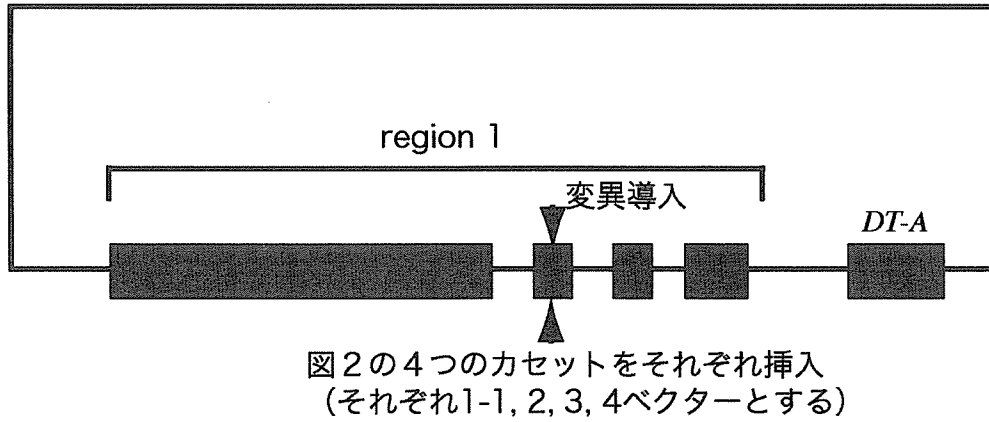 region 1
変異導入
DT-A
図2の4つのカセットをそれぞれ挿入
（それぞれ1-1, 2, 3, 4ベクターとする）